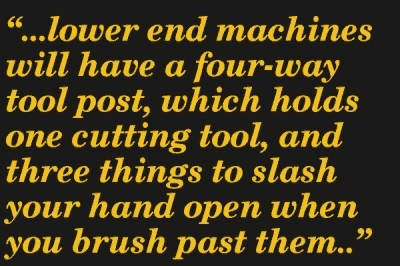 “...lower end machines
will have a four-way
tool post, which holds
one cutting tool, and
three things to slash
your hand open when
you brush past them..”